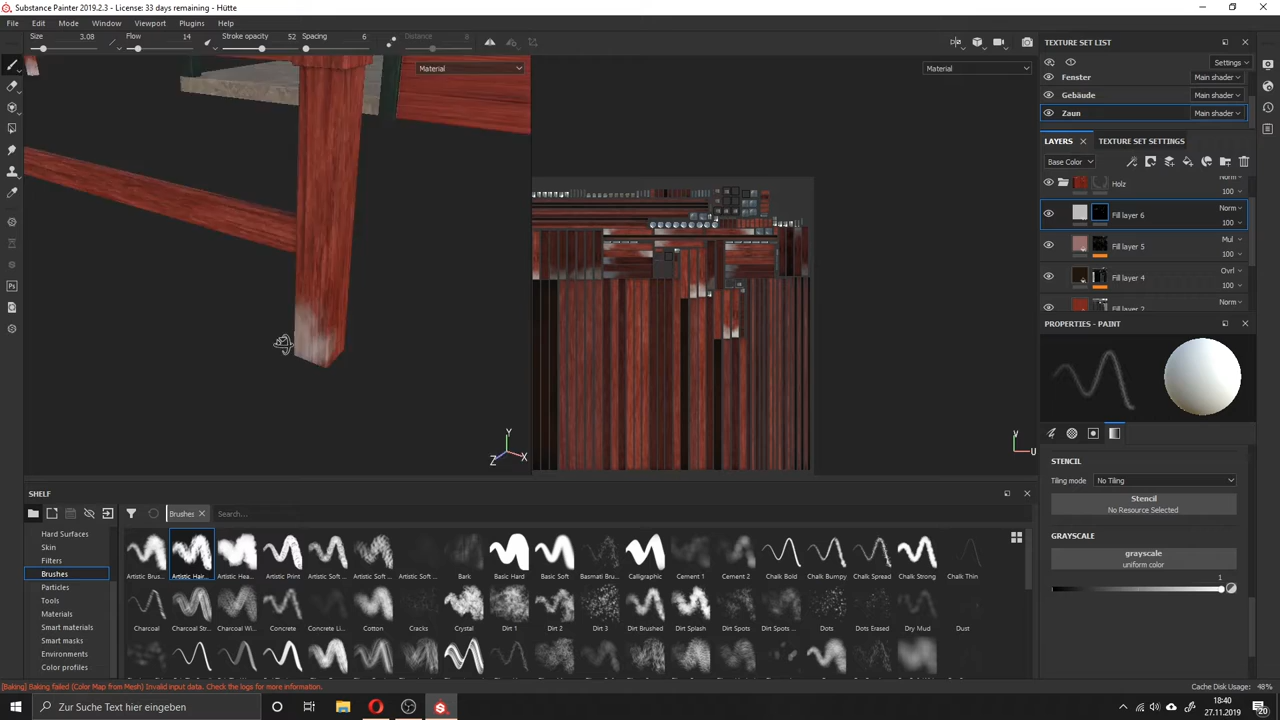 Substance Painter 2019.2.3 - License: 33 days remaining - Hütte
File Edit Mode Window Viewport Plugins Help
Size 3.08 Flow 14 Stroke opacity 52 Spacing 6 Distance 8
Material
Material
TEXTURE SET LIST
Settings
Fenster Main shader
Gebäude Main shader
Zaun Main shader
LAYERS TEXTURE SET SETTINGS
Base Color
Holz Norm 100
Fill layer 6 Norm 100
Fill layer 5 Mul 100
Fill layer 4 Ovrl 100
Fill layer 2 Norm
PROPERTIES - PAINT
STENCIL
Tiling mode No Tiling
Stencil
No Resource Selected
GRAYSCALE
grayscale
uniform color
1
Y
Z X
V
U
SHELF
Brushes Search...
Hard Surfaces
Skin
Filters
Brushes
Particles
Tools
Materials
Smart materials
Smart masks
Environments
Color profiles
Artistic Brus... Artistic Hair... Artistic Hea... Artistic Print Artistic Soft ... Artistic Soft ... Artistic Soft ... Bark Basic Hard Basic Soft Basmati Bru... Calligraphic Cement 1 Cement 2 Chalk Bold Chalk Bumpy Chalk Spread Chalk Strong Chalk Thin
Charcoal Charcoal Str... Charcoal Wi... Concrete Concrete Li... Cotton Cracks Crystal Dirt 1 Dirt 2 Dirt 3 Dirt Brushed Dirt Splash Dirt Spots Dirt Spots ... Dots Dots Erased Dry Mud Dust
[Baking] Baking failed (Color Map from Mesh) Invalid input data. Check the logs for more information.
Cache Disk Usage: 48%
Zur Suche Text hier eingeben
18:40
27.11.2019
20